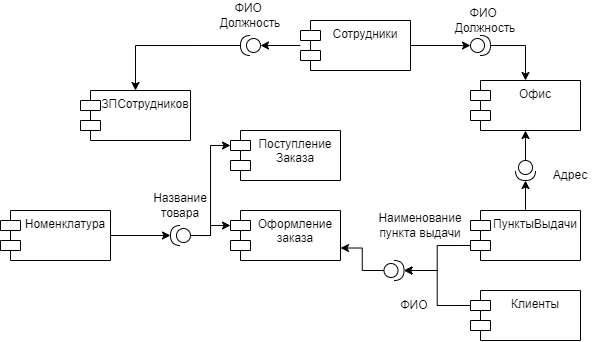 ФИО
Должность
Сотрудники
ФИО
Должность
ЗПСотрудников
Офис
Поступление
Заказа
Адрес
Название
товара
Номенклатура
Оформление
заказа
Наименование
пункта выдачи
ПунктыВыдачи
ФИО
Клиенты